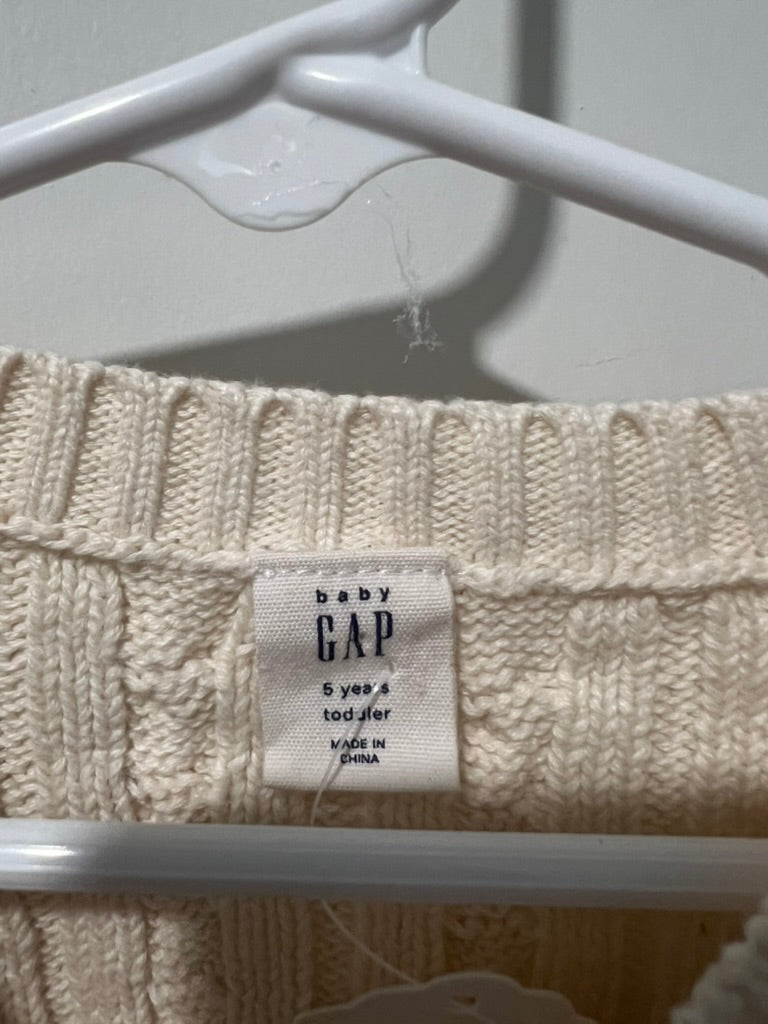 baby
GAP
5 years
toddler
MADE IN
CHINA